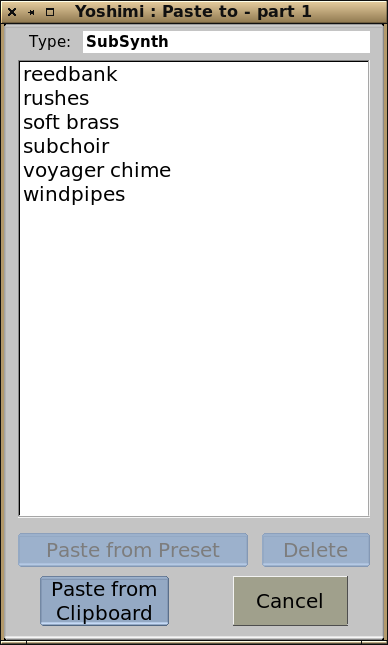 Yoshimi : Paste to - part 1
Type: SubSynth
reedbank
rushes
soft brass
subchoir
voyager chime
windpipes
Paste from Preset Delete
Paste from
Clipboard
Cancel